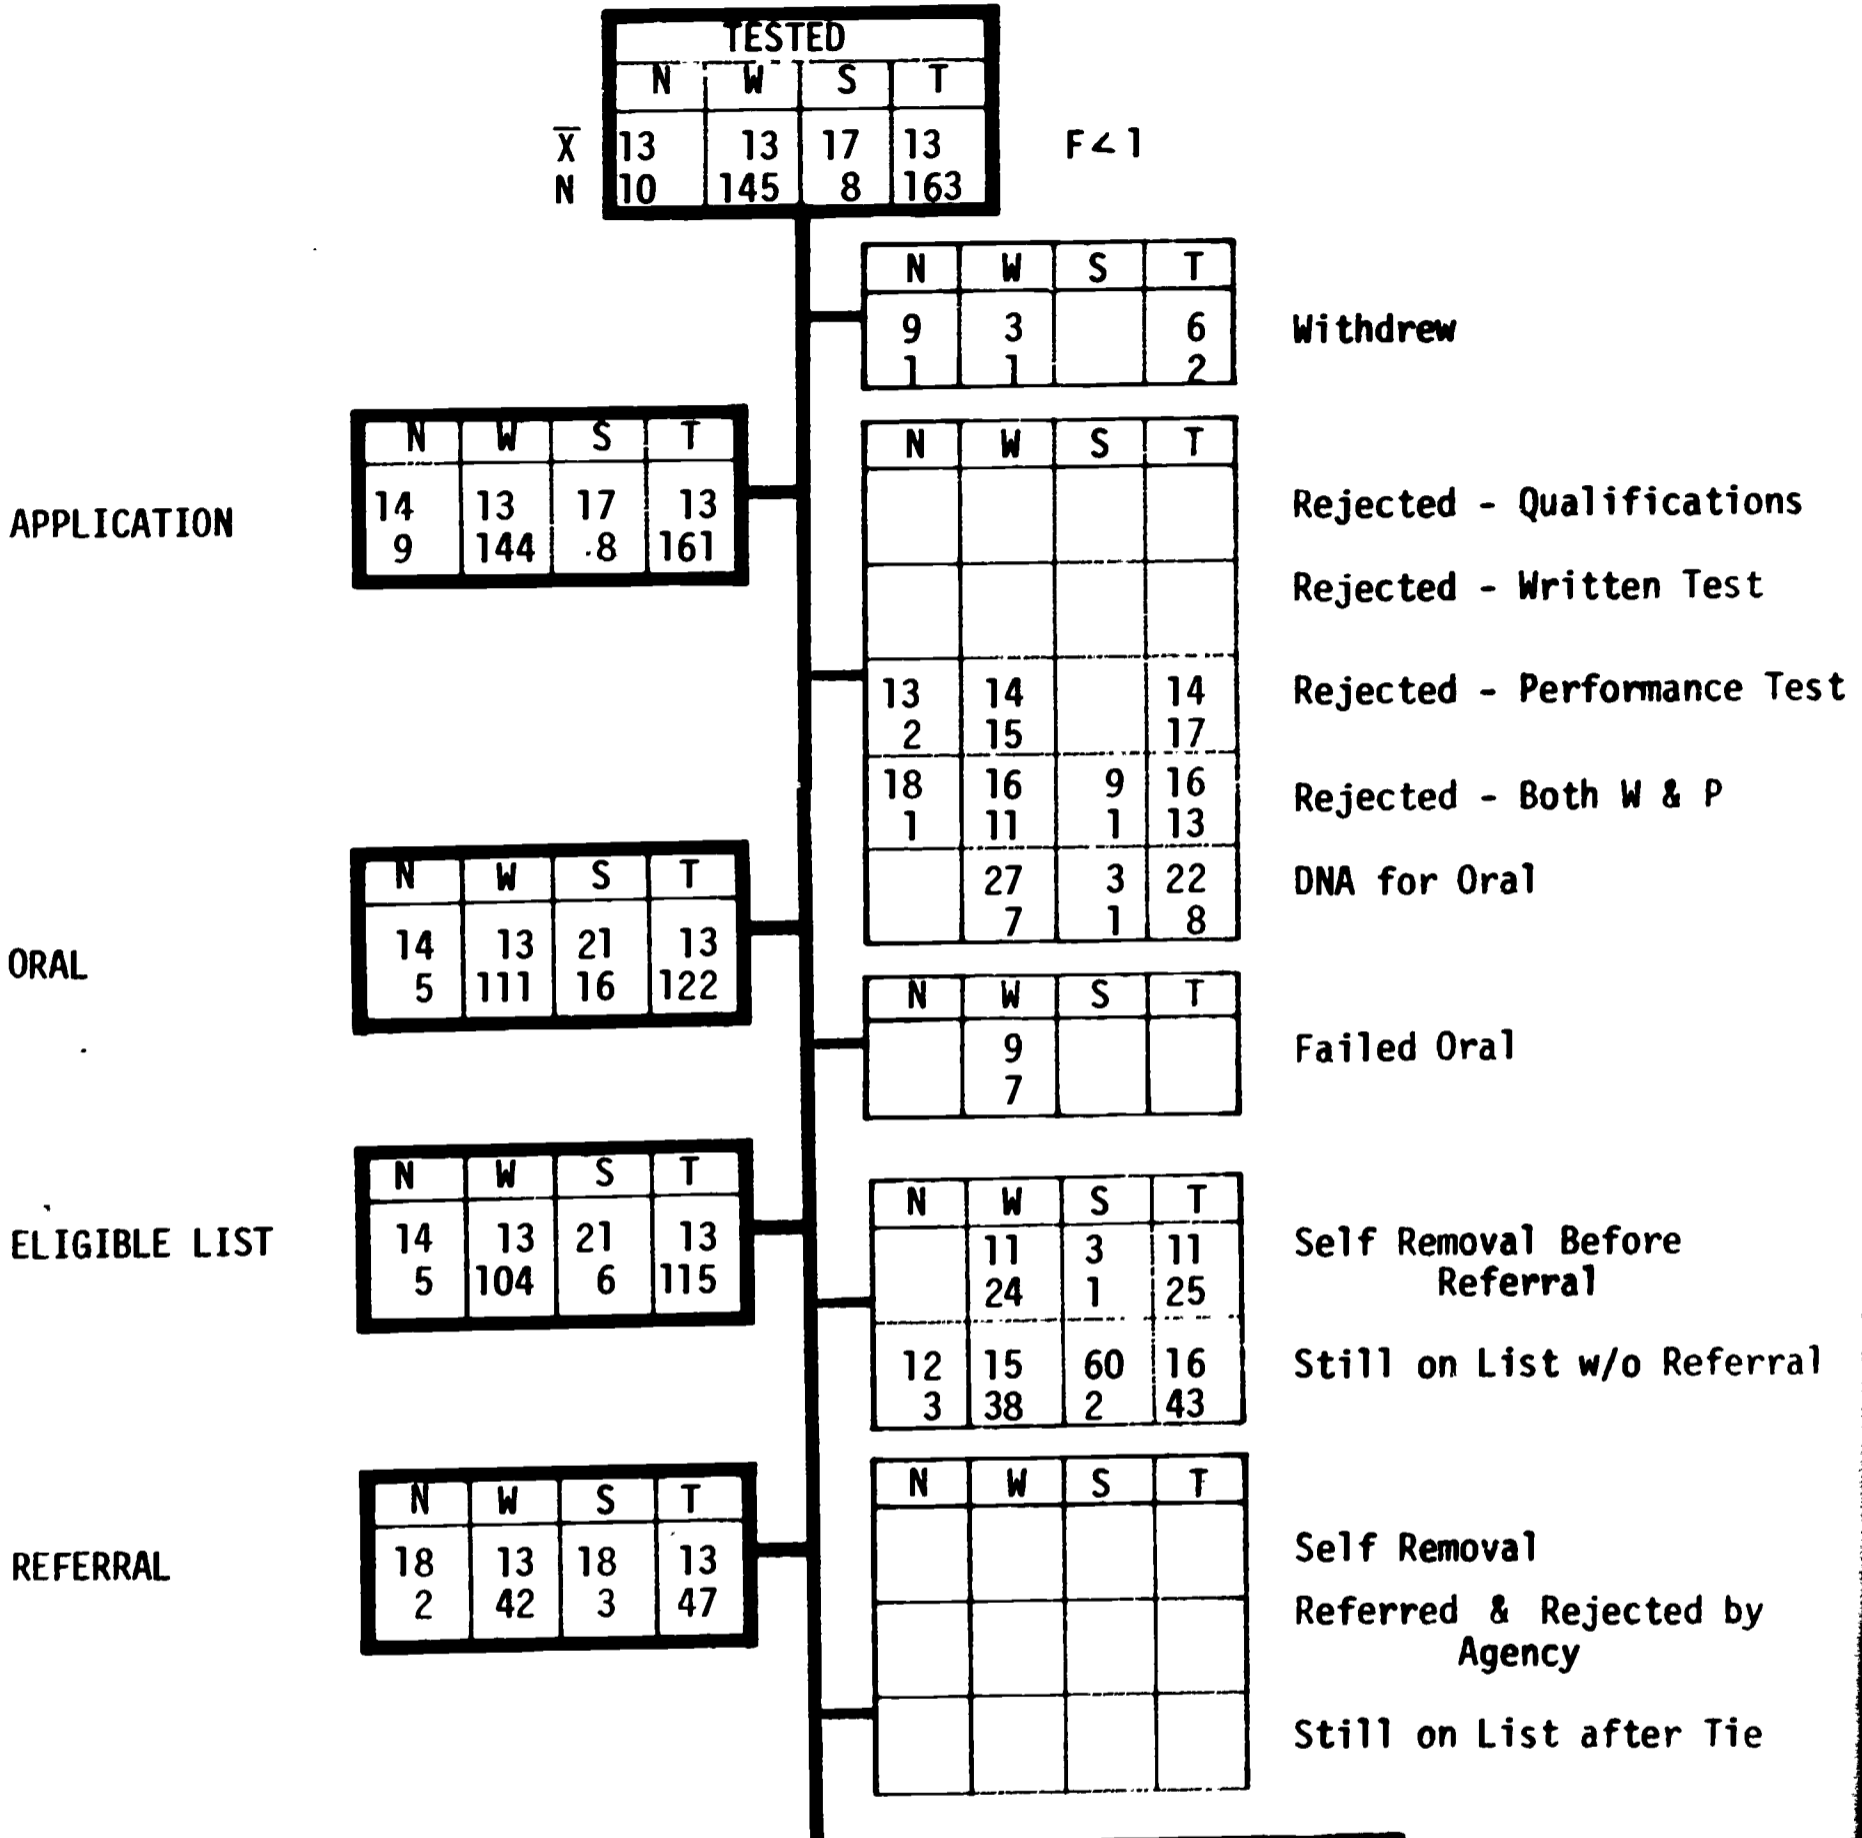 TESTED
N W S T
X̄ 13 13 17 13 F<1
N 10 145 8 163
N W S T
9 3 6 Withdrew
1 1 2
N W S T
APPLICATION
14 13 17 13
9 144 8 161
N W S T
Rejected - Qualifications
Rejected - Written Test
13 14 14 Rejected - Performance Test
2 15 17
18 16 9 16 Rejected - Both W & P
1 11 1 13
27 3 22 DNA for Oral
7 1 8
N W S T
ORAL
14 13 21 13
5 111 16 122
N W S T
9 Failed Oral
7
N W S T
ELIGIBLE LIST
14 13 21 13
5 104 6 115
N W S T
11 3 11 Self Removal Before
24 1 25 Referral
12 15 60 16 Still on List w/o Referral
3 38 2 43
N W S T
REFERRAL
18 13 18 13
2 42 3 47
N W S T
Self Removal
Referred & Rejected by
Agency
Still on List after Tie